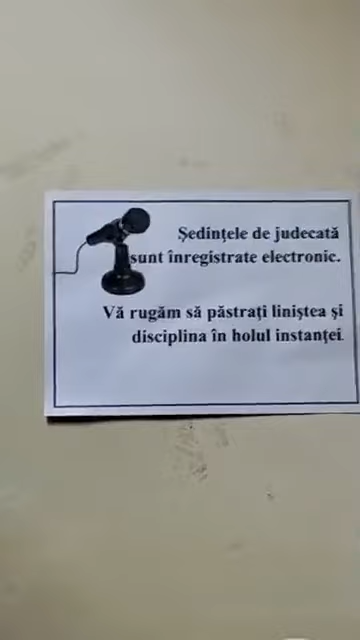 Ședințele de judecată
sunt înregistrate electronic.
Vă rugăm să păstrați liniștea și
disciplina în holul instanței.